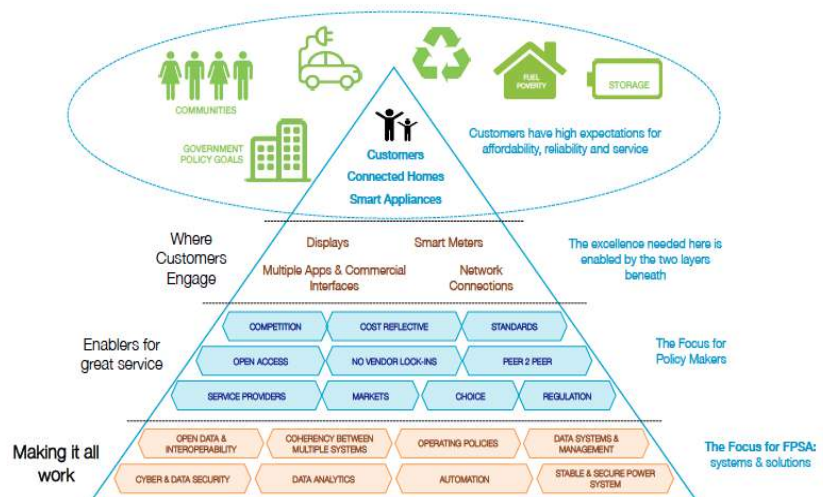 COMMUNITIES
FUEL
POVERTY
STORAGE
GOVERNMENT
POLICY GOALS
Customers have high expectations for
affordability, reliability and service
Customers
Connected Homes
Smart Appliances
Where
Customers
Engage
Displays
Smart Meters
Multiple Apps & Commercial
Interfaces
Network
Connections
The excellence needed here is
enabled by the two layers
beneath
Enablers for
great service
COMPETITION
COST REFLECTIVE
STANDARDS
OPEN ACCESS
NO VENDOR LOCK-INS
PEER 2 PEER
SERVICE PROVIDERS
MARKETS
CHOICE
REGULATION
The Focus for
Policy Makers
Making it all
work
OPEN DATA &
INTEROPERABILITY
COHERENCY BETWEEN
MULTIPLE SYSTEMS
OPERATING POLICIES
DATA SYSTEMS &
MANAGEMENT
CYBER & DATA SECURITY
DATA ANALYTICS
AUTOMATION
STABLE & SECURE POWER
SYSTEM
The Focus for FPSA:
systems & solutions